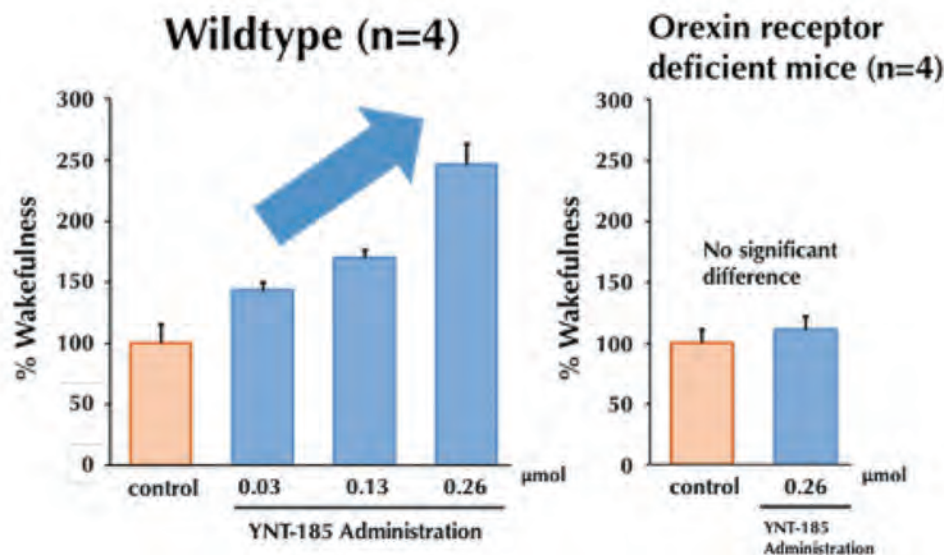 Wildtype (n=4)
% Wakefulness
300
250
200
150
100
50
0
control 0.03 0.13 0.26 µmol
YNT-185 Administration
Orexin receptor
deficient mice (n=4)
% Wakefulness
300
250
200
150
100
50
0
No significant
difference
control 0.26 µmol
YNT-185
Administration